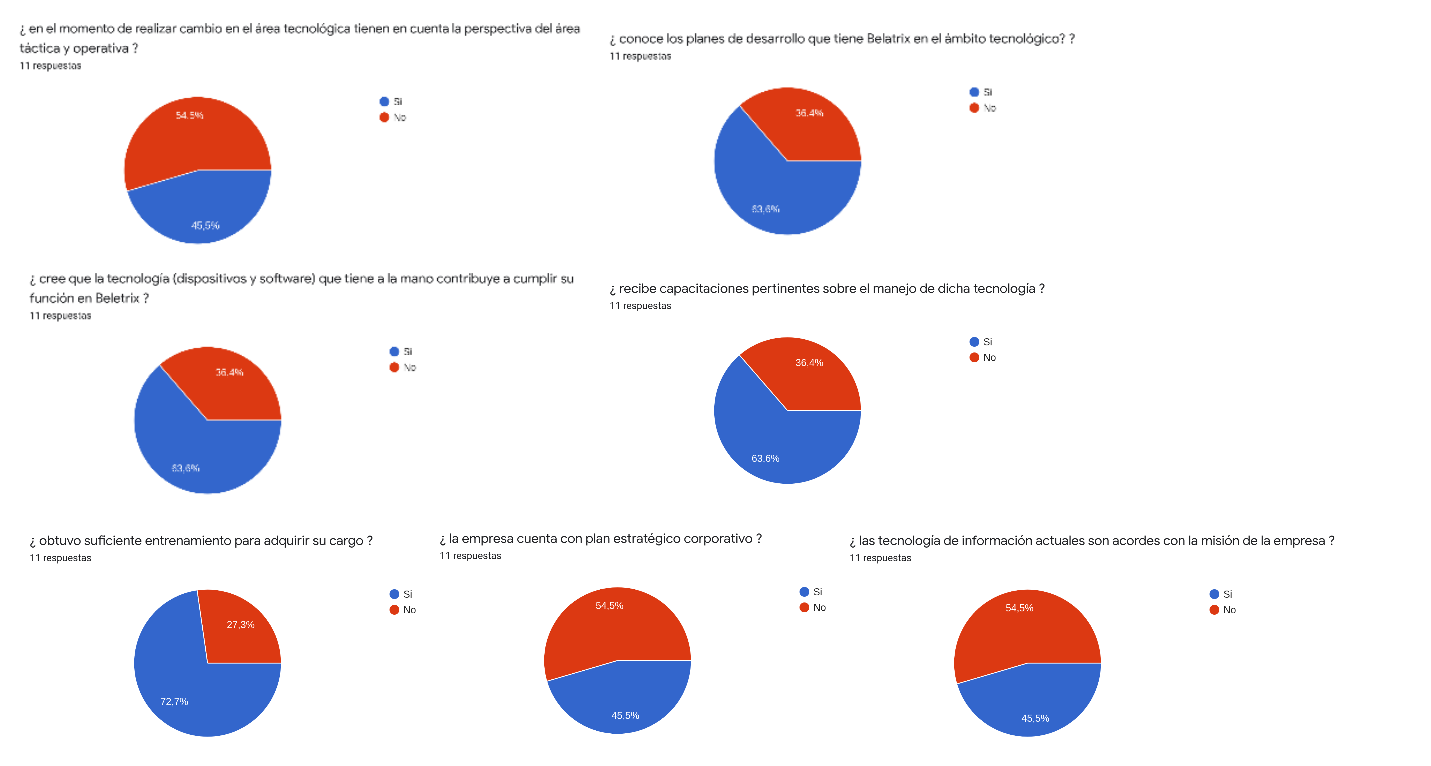 ¿ en el momento de realizar cambio en el área tecnológica tienen en cuenta la perspectiva del área
táctica y operativa ?
11 respuestas
Si
No
54.5%
45,5%
¿ conoce los planes de desarrollo que tiene Belatrix en el ámbito tecnológico? ?
11 respuestas
Si
No
36.4%
63,6%
¿ cree que la tecnología (dispositivos y software) que tiene a la mano contribuye a cumplir su
función en Beletrix ?
11 respuestas
Si
No
36.4%
63,6%
¿ recibe capacitaciones pertinentes sobre el manejo de dicha tecnología ?
11 respuestas
Si
No
36.4%
63.6%
¿ obtuvo suficiente entrenamiento para adquirir su cargo ?
11 respuestas
Si
No
27,3%
72,7%
¿ la empresa cuenta con plan estratégico corporativo ?
11 respuestas
Si
No
54.5%
45.5%
¿ las tecnología de información actuales son acordes con la misión de la empresa ?
11 respuestas
Si
No
54,5%
45,5%